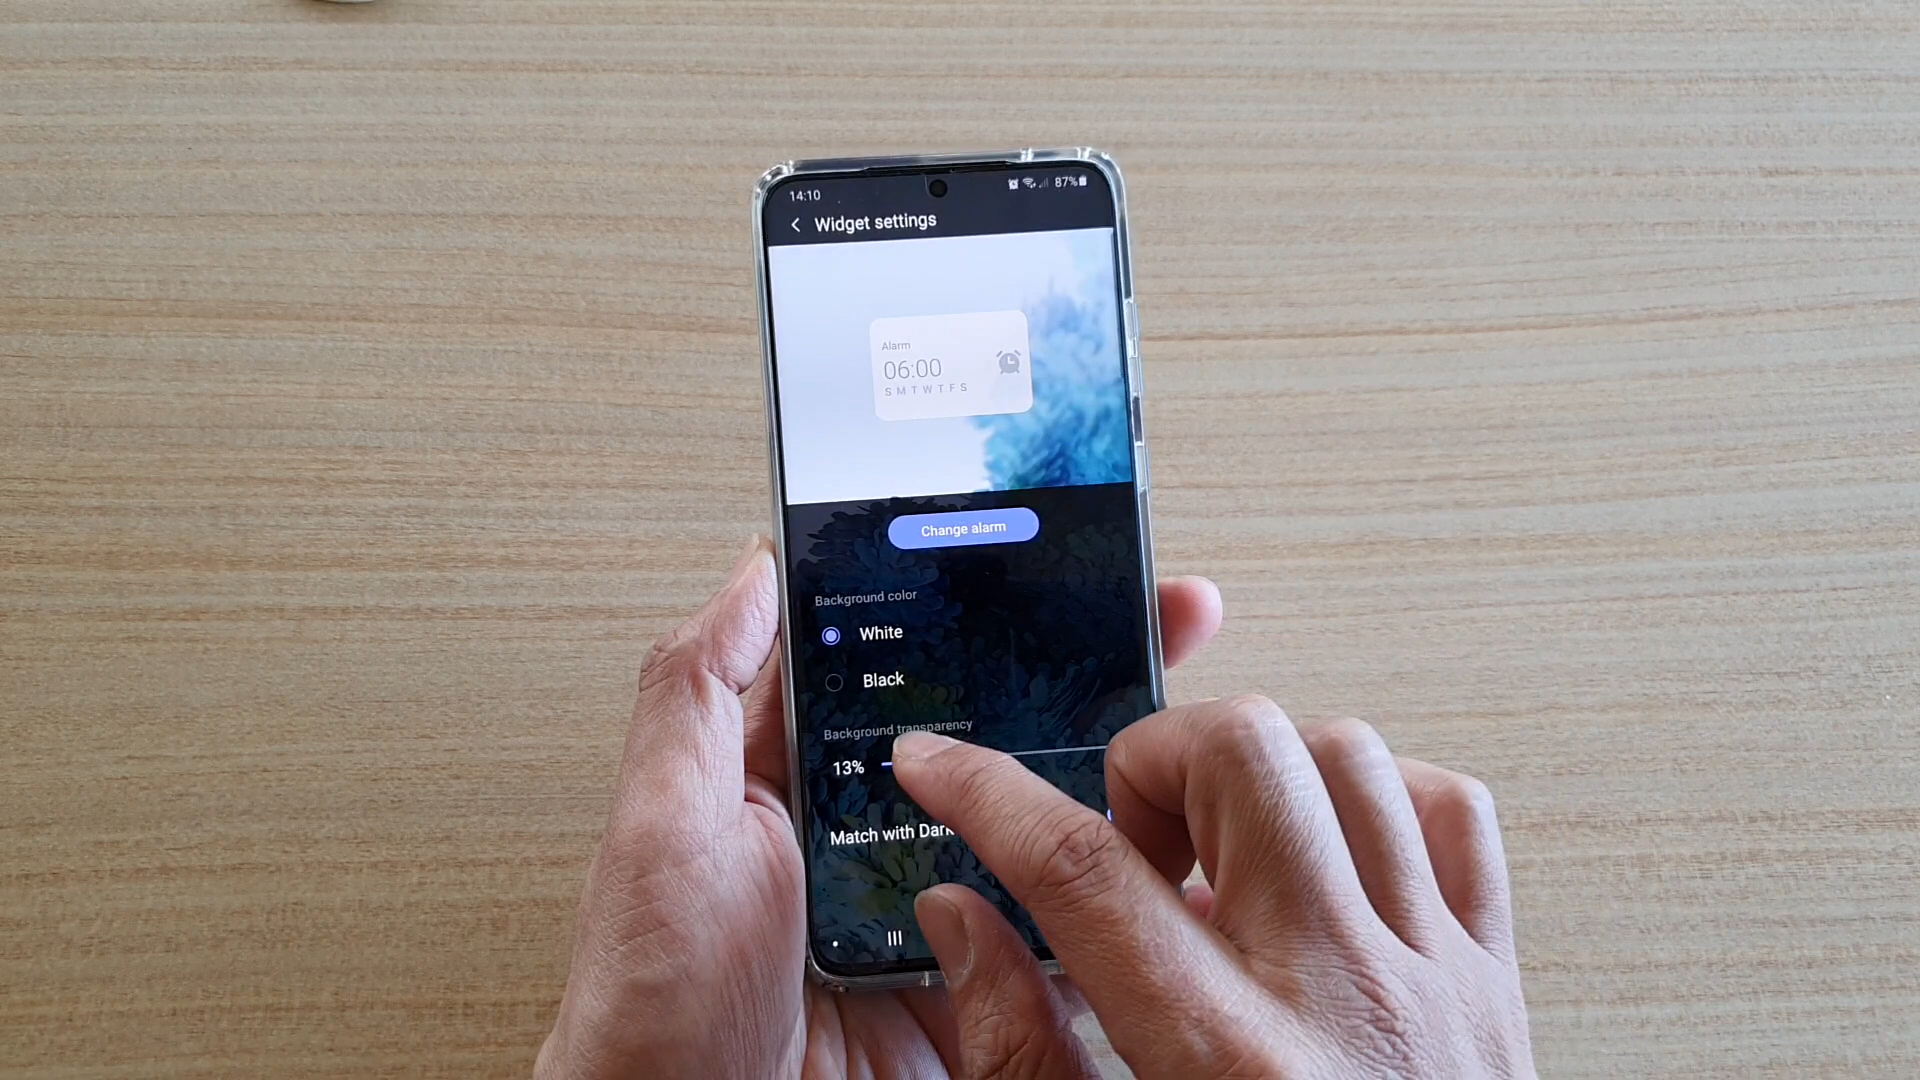 14:10
87%
Widget settings
Alarm
06:00
S M T W T F S
Change alarm
Background color
White
Black
Background transparency
13%
Match with Dark